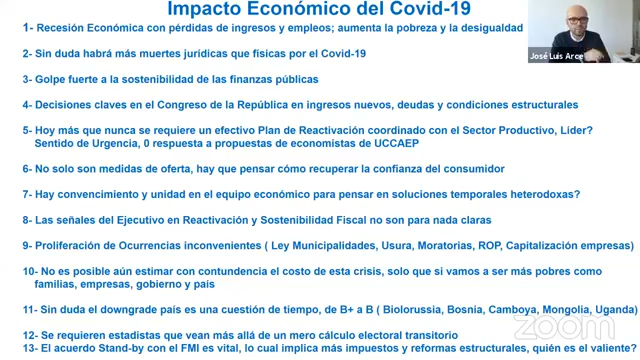 Impacto Económico del Covid-19
1- Recesión Económica con pérdidas de ingresos y empleos; aumenta la pobreza y la desigualdad
2- Sin duda habrá más muertes jurídicas que físicas por el Covid-19
3- Golpe fuerte a la sostenibilidad de las finanzas públicas
4- Decisiones claves en el Congreso de la República en ingresos nuevos, deudas y condiciones estructurales
5- Hoy más que nunca se requiere un efectivo Plan de Reactivación coordinado con el Sector Productivo, Líder?
Sentido de Urgencia, 0 respuesta a propuestas de economistas de UCCAEP
6- No solo son medidas de oferta, hay que pensar cómo recuperar la confianza del consumidor
7- Hay convencimiento y unidad en el equipo económico para pensar en soluciones temporales heterodoxas?
8- Las señales del Ejecutivo en Reactivación y Sostenibilidad Fiscal no son para nada claras
9- Proliferación de Ocurrencias inconvenientes ( Ley Municipalidades, Usura, Moratorias, ROP, Capitalización empresas)
10- No es posible aún estimar con contundencia el costo de esta crisis, solo que si vamos a ser más pobres como
familias, empresas, gobierno y país
11- Sin duda el downgrade país es una cuestión de tiempo, de B+ a B ( Biolorussia, Bosnia, Camboya, Mongolia, Uganda)
12- Se requieren estadistas que vean más allá de un mero cálculo electoral transitorio
13- El acuerdo Stand-by con el FMI es vital, lo cual implica más impuestos y reformas estructurales, quién es el valiente?
José Luis Arce
zoom